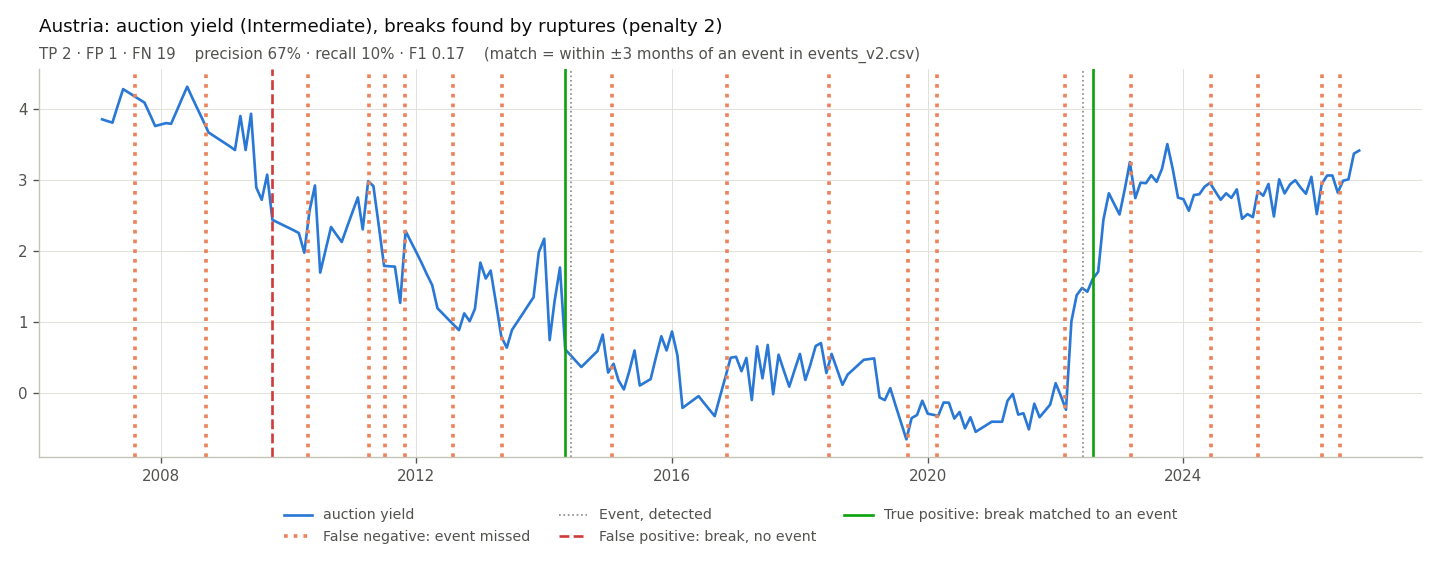 Austria: auction yield (Intermediate), breaks found by ruptures (penalty 2)
TP 2 · FP 1 · FN 19    precision 67% · recall 10% · F1 0.17    (match = within ±3 months of an event in events_v2.csv)
4
3
2
1
0
2008 2012 2016 2020 2024
auction yield Event, detected True positive: break matched to an event
False negative: event missed False positive: break, no event